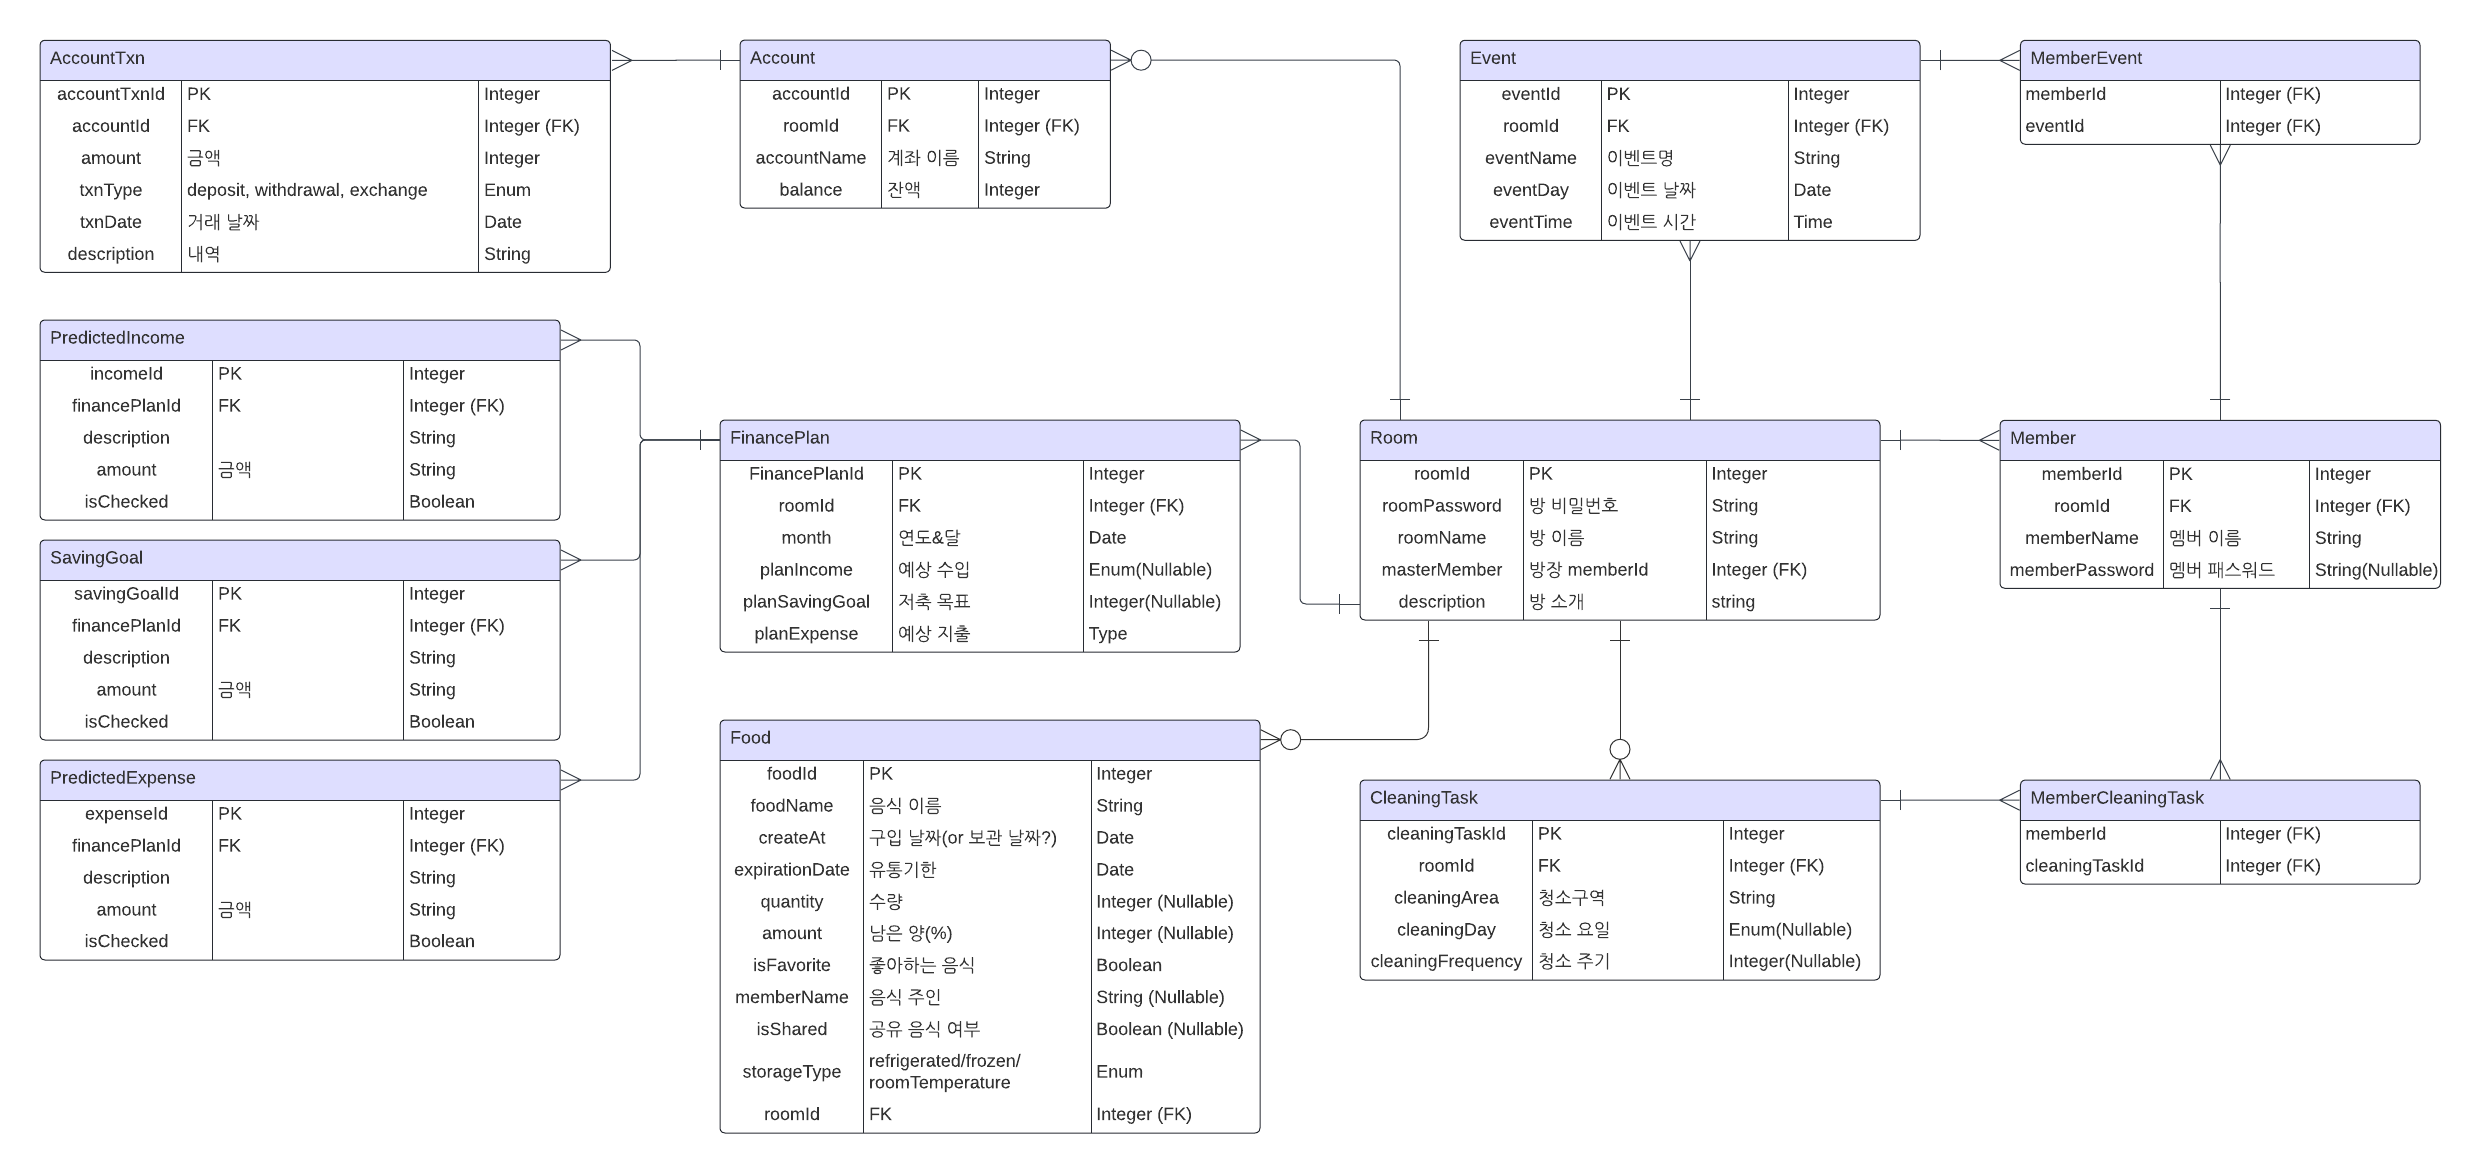 AccountTxn
accountTxnId PK Integer
accountId FK Integer (FK)
amount 금액 Integer
txnType deposit, withdrawal, exchange Enum
txnDate 거래 날짜 Date
description 내역 String
Account
accountId PK Integer
roomId FK Integer (FK)
accountName 계좌 이름 String
balance 잔액 Integer
Event
eventId PK Integer
roomId FK Integer (FK)
eventName 이벤트명 String
eventDay 이벤트 날짜 Date
eventTime 이벤트 시간 Time
MemberEvent
memberId Integer (FK)
eventId Integer (FK)
PredictedIncome
incomeId PK Integer
financePlanId FK Integer (FK)
description String
amount 금액 String
isChecked Boolean
SavingGoal
savingGoalId PK Integer
financePlanId FK Integer (FK)
description String
amount 금액 String
isChecked Boolean
PredictedExpense
expenseId PK Integer
financePlanId FK Integer (FK)
description String
amount 금액 String
isChecked Boolean
FinancePlan
FinancePlanId PK Integer
roomId FK Integer (FK)
month 연도&달 Date
planIncome 예상 수입 Enum(Nullable)
planSavingGoal 저축 목표 Integer(Nullable)
planExpense 예상 지출 Type
Room
roomId PK Integer
roomPassword 방 비밀번호 String
roomName 방 이름 String
masterMember 방장 memberId Integer (FK)
description 방 소개 string
Member
memberId PK Integer
roomId FK Integer (FK)
memberName 멤버 이름 String
memberPassword 멤버 패스워드 String(Nullable)
Food
foodId PK Integer
foodName 음식 이름 String
createAt 구입 날짜(or 보관 날짜?) Date
expirationDate 유통기한 Date
quantity 수량 Integer (Nullable)
amount 남은 양(%) Integer (Nullable)
isFavorite 좋아하는 음식 Boolean
memberName 음식 주인 String (Nullable)
isShared 공유 음식 여부 Boolean (Nullable)
storageType refrigerated/frozen/
roomTemperature Enum
roomId FK Integer (FK)
CleaningTask
cleaningTaskId PK Integer
roomId FK Integer (FK)
cleaningArea 청소구역 String
cleaningDay 청소 요일 Enum(Nullable)
cleaningFrequency 청소 주기 Integer(Nullable)
MemberCleaningTask
memberId Integer (FK)
cleaningTaskId Integer (FK)